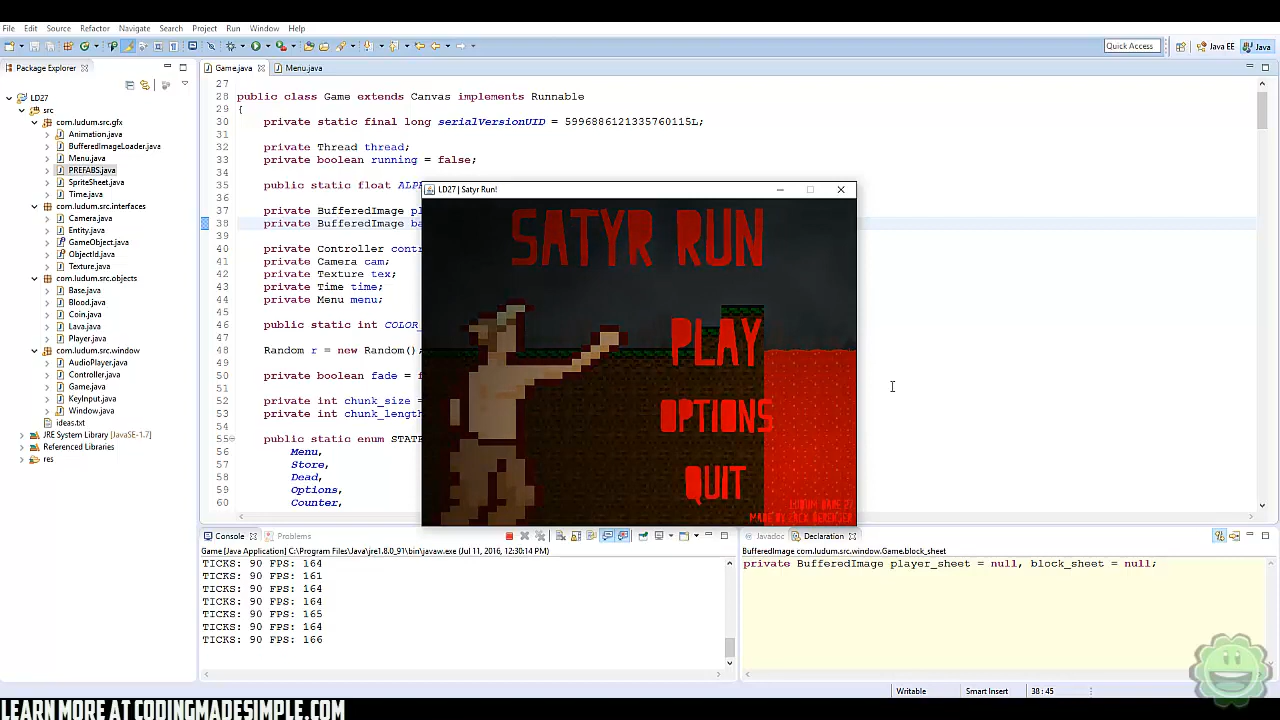 File Edit Source Refactor Navigate Search Project Run Window Help
Quick Access Java EE Java
Package Explorer
LD27
src
com.ludum.src.gfx
Animation.java
BufferedImageLoader.java
Menu.java
PREFABS.java
SpriteSheet.java
Time.java
com.ludum.src.interfaces
Camera.java
Entity.java
GameObject.java
ObjectId.java
Texture.java
com.ludum.src.objects
Base.java
Blood.java
Coin.java
Lava.java
Player.java
com.ludum.src.window
AudioPlayer.java
Controller.java
Game.java
KeyInput.java
Window.java
ideas.txt
JRE System Library [JavaSE-1.7]
Referenced Libraries
res
Game.java Menu.java
27
28 public class Game extends Canvas implements Runnable
29 {
30 private static final long serialVersionUID = 5996886121335760115L;
31
32 private Thread thread;
33 private boolean running = false;
34
35 public static float ALP
36
37 private BufferedImage pl
38 private BufferedImage ba
39
40 private Controller cont
41 private Camera cam;
42 private Texture tex;
43 private Time time;
44 private Menu menu;
45
46 public static int COLOR_
47
48 Random r = new Random();
49
50 private boolean fade = f
51
52 private int chunk_size =
53 private int chunk_length
54
55 public static enum STATE
56 Menu,
57 Store,
58 Dead,
59 Options,
60 Counter,
LD27 | Satyr Run!
SATYR RUN
PLAY
OPTIONS
QUIT
LUDUM DARE 27
Console Problems
Game [Java Application] C:\Program Files\Java\jre1.8.0_91\bin\javaw.exe (Jul 11, 2016, 12:30:14 PM)
TICKS: 90 FPS: 164
TICKS: 90 FPS: 161
TICKS: 90 FPS: 164
TICKS: 90 FPS: 164
TICKS: 90 FPS: 165
TICKS: 90 FPS: 164
TICKS: 90 FPS: 166
Javadoc Declaration
BufferedImage com.ludum.src.window.Game.block_sheet
private BufferedImage player_sheet = null, block_sheet = null;
Writable Smart Insert 38 : 45
LEARN MORE AT CODINGMADESIMPLE.COM